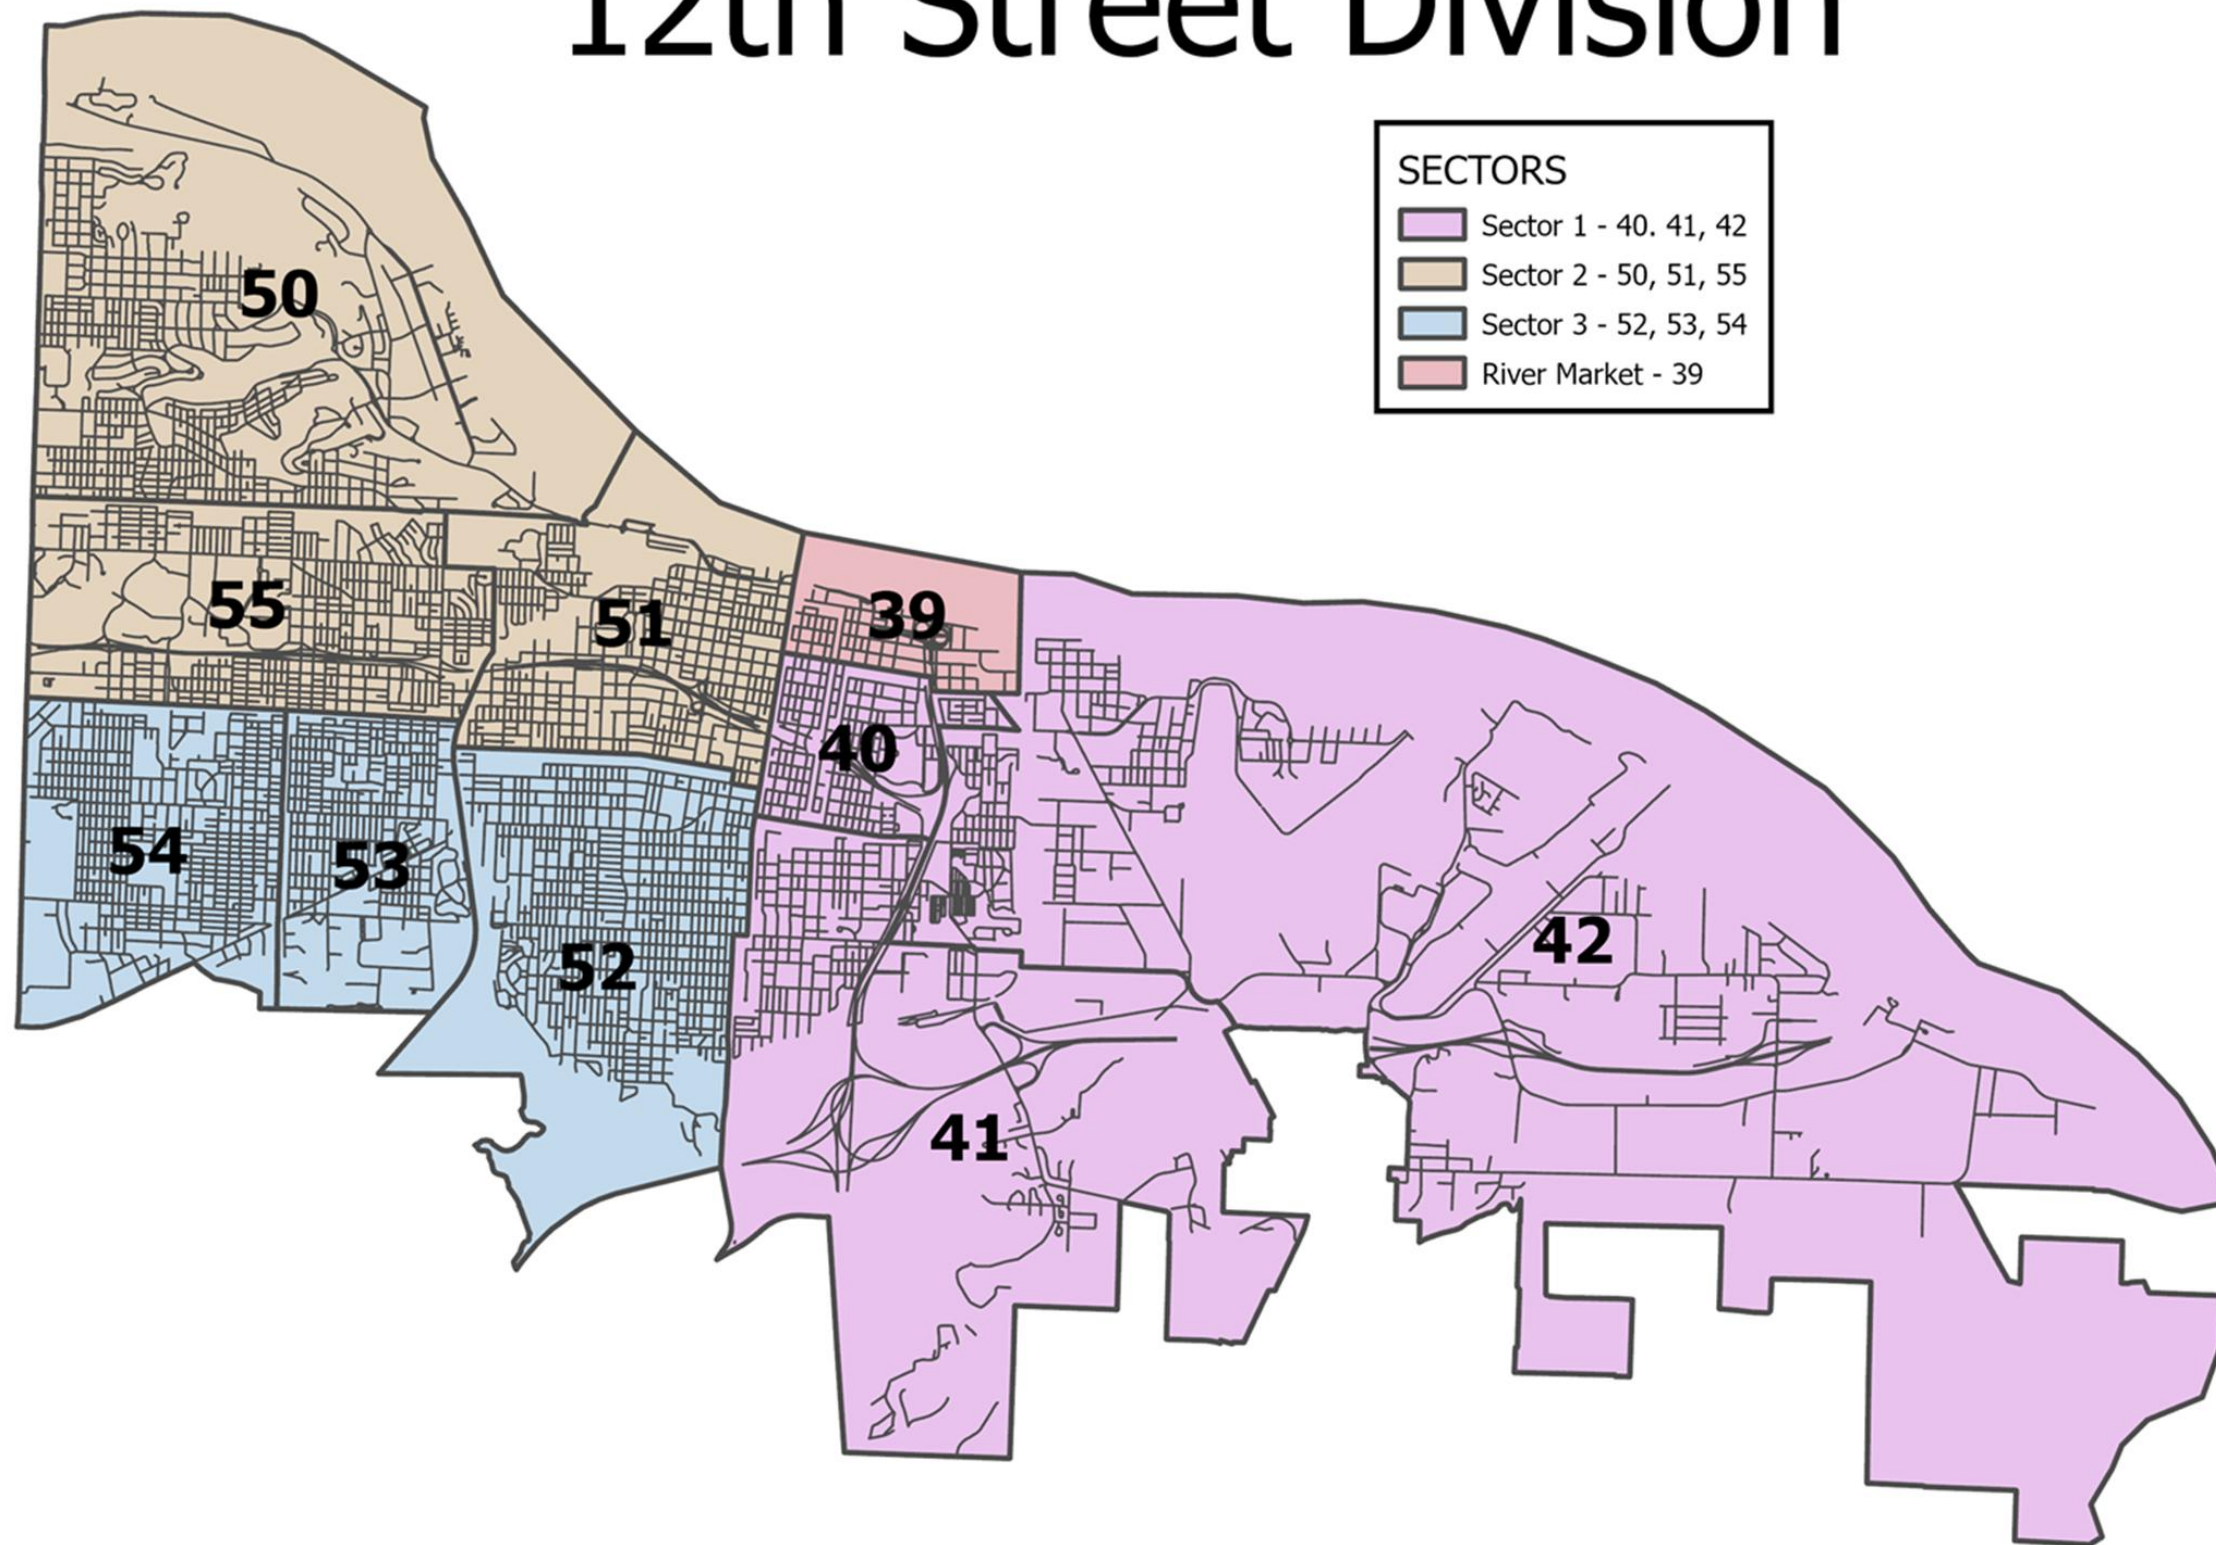 12th Street Division
SECTORS
Sector 1 - 40. 41, 42
Sector 2 - 50, 51, 55
Sector 3 - 52, 53, 54
River Market - 39
50
55
51
39
40
54
53
52
42
41